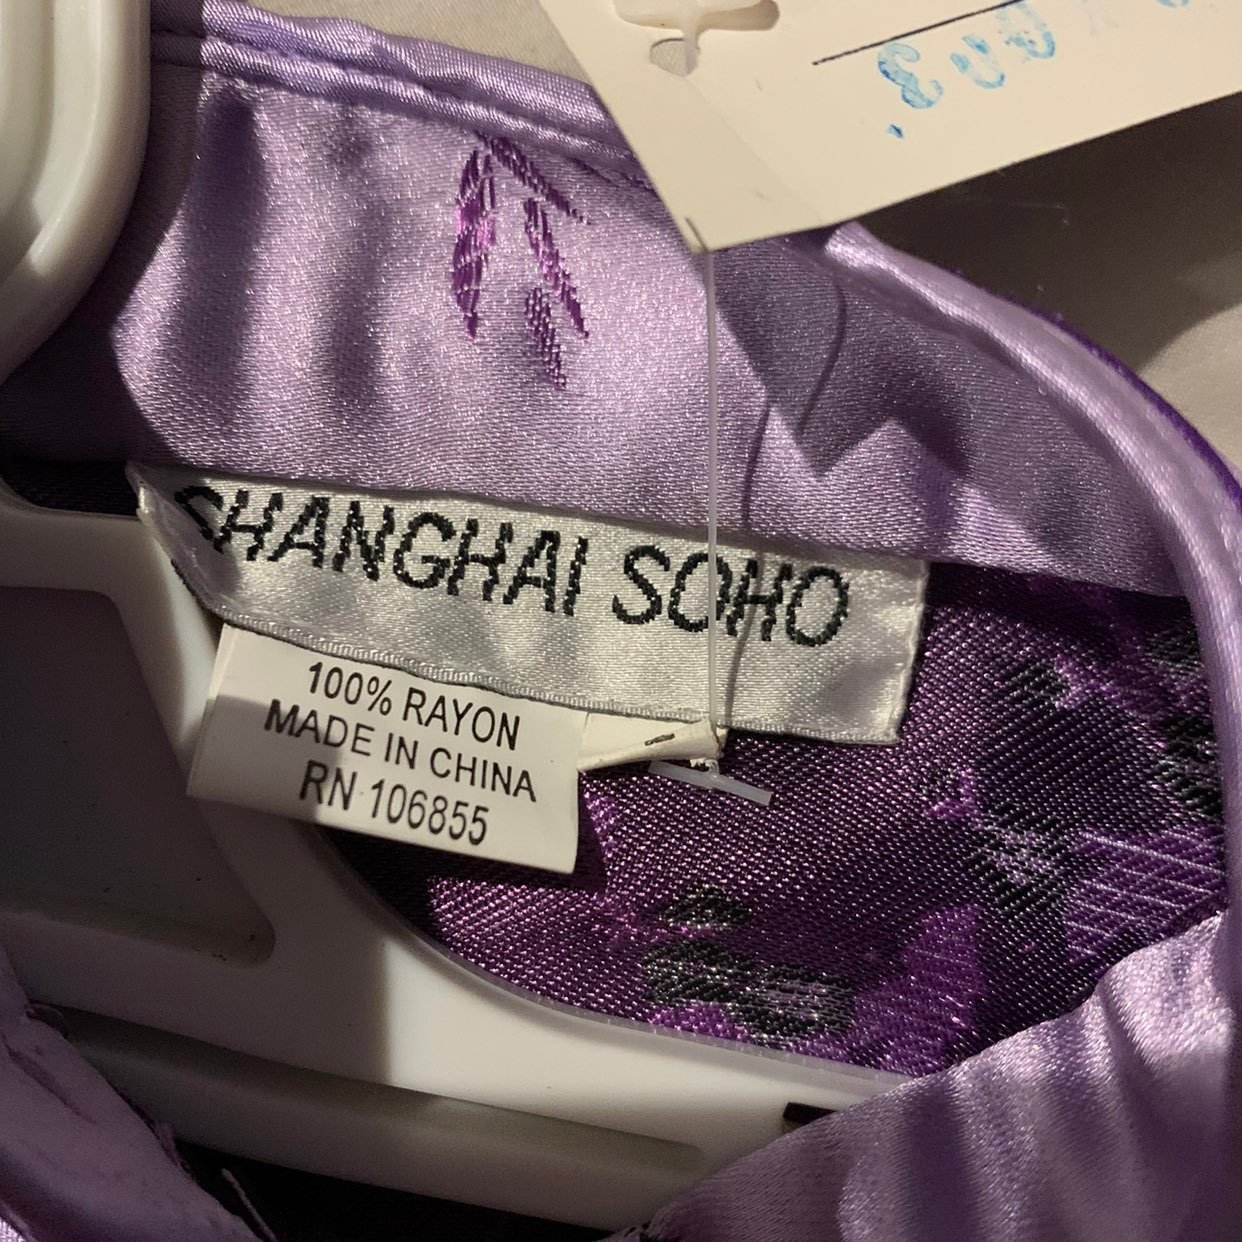 SHANGHAI SOHO
100% RAYON
MADE IN CHINA
RN 106855